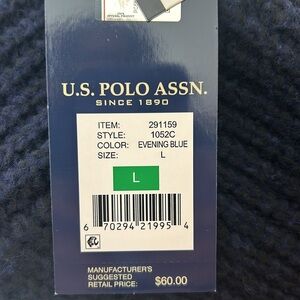 U.S. POLO ASSN.
SINCE 1890
ITEM: 291159
STYLE: 1052C
COLOR: EVENING BLUE
SIZE: L
L
6 70294 21995 4
MANUFACTURER'S
SUGGESTED
RETAIL PRICE: $60.00